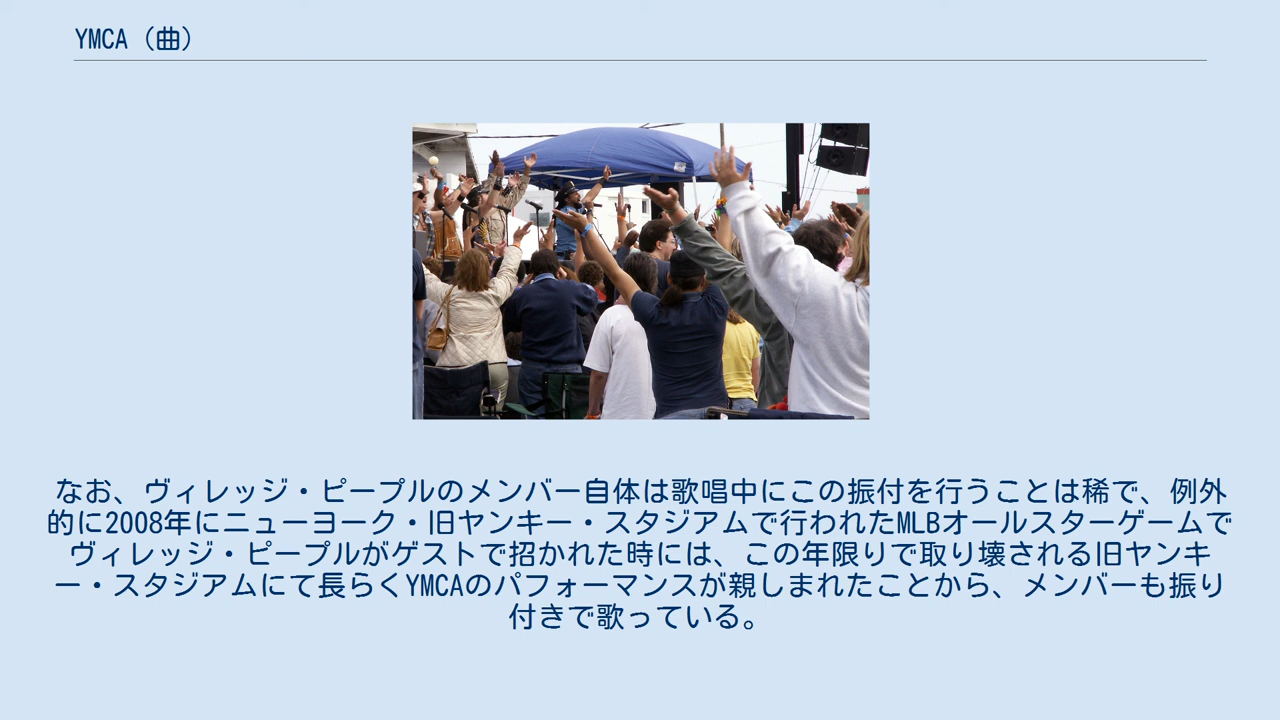 YMCA（曲）
なお、ヴィレッジ・ピープルのメンバー自体は歌唱中にこの振付を行うことは稀で、例外
的に2008年にニューヨーク・旧ヤンキー・スタジアムで行われたMLBオールスターゲームで
ヴィレッジ・ピープルがゲストで招かれた時には、この年限りで取り壊される旧ヤンキ
ー・スタジアムにて長らくYMCAのパフォーマンスが親しまれたことから、メンバーも振り
付きで歌っている。